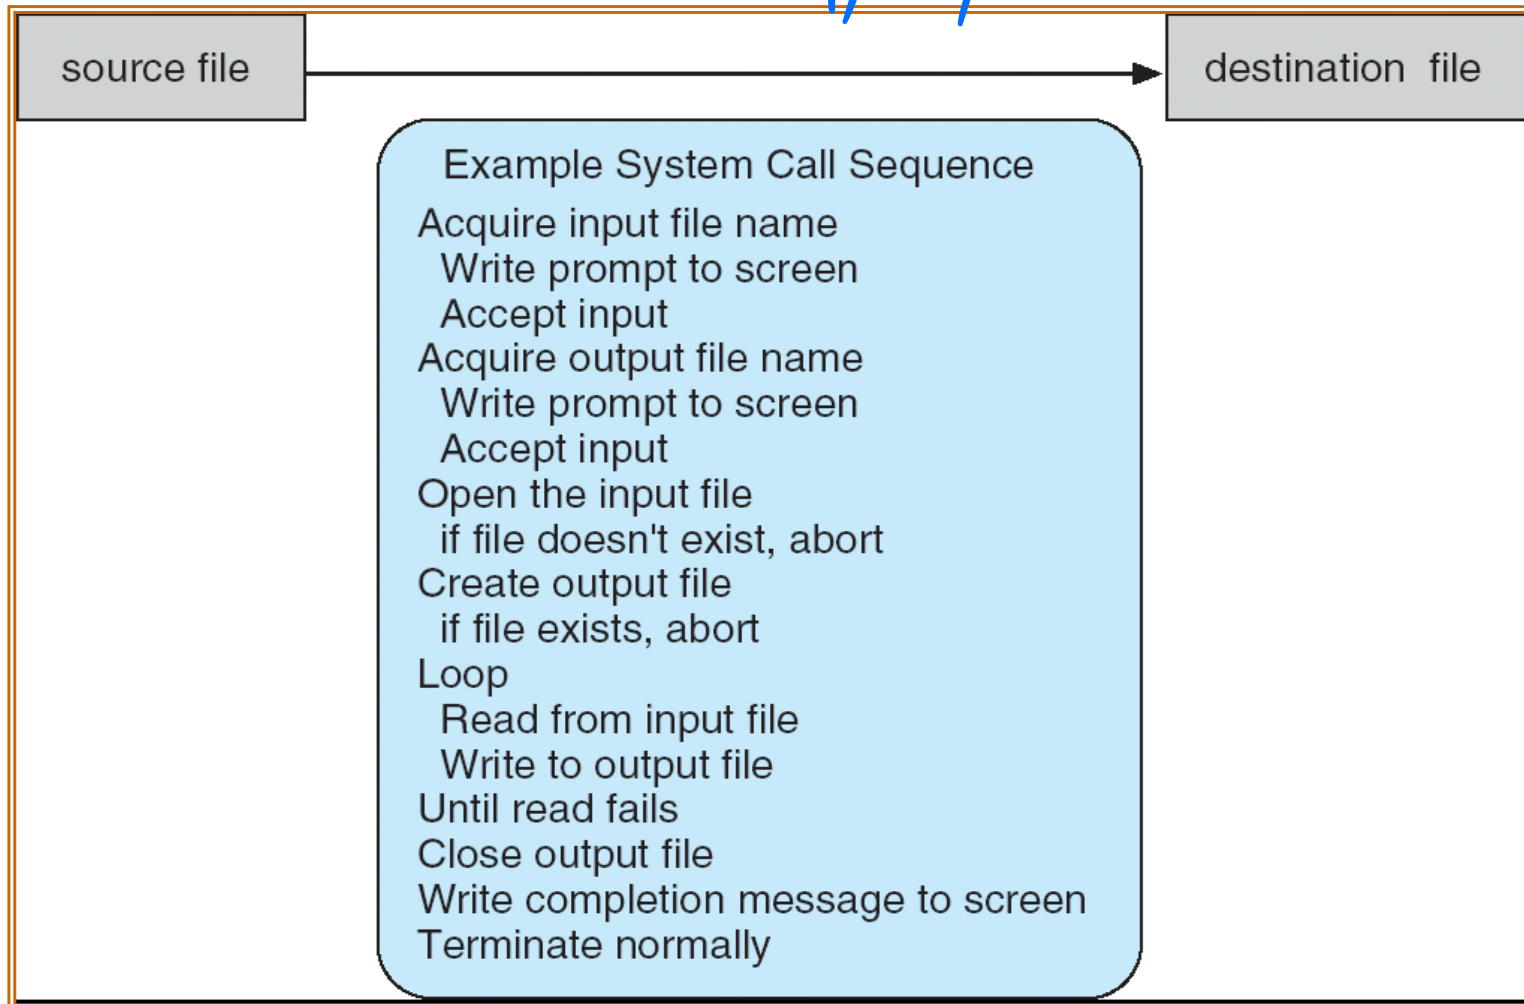 source file
destination file
Example System Call Sequence
Acquire input file name
Write prompt to screen
Accept input
Acquire output file name
Write prompt to screen
Accept input
Open the input file
if file doesn't exist, abort
Create output file
if file exists, abort
Loop
Read from input file
Write to output file
Until read fails
Close output file
Write completion message to screen
Terminate normally